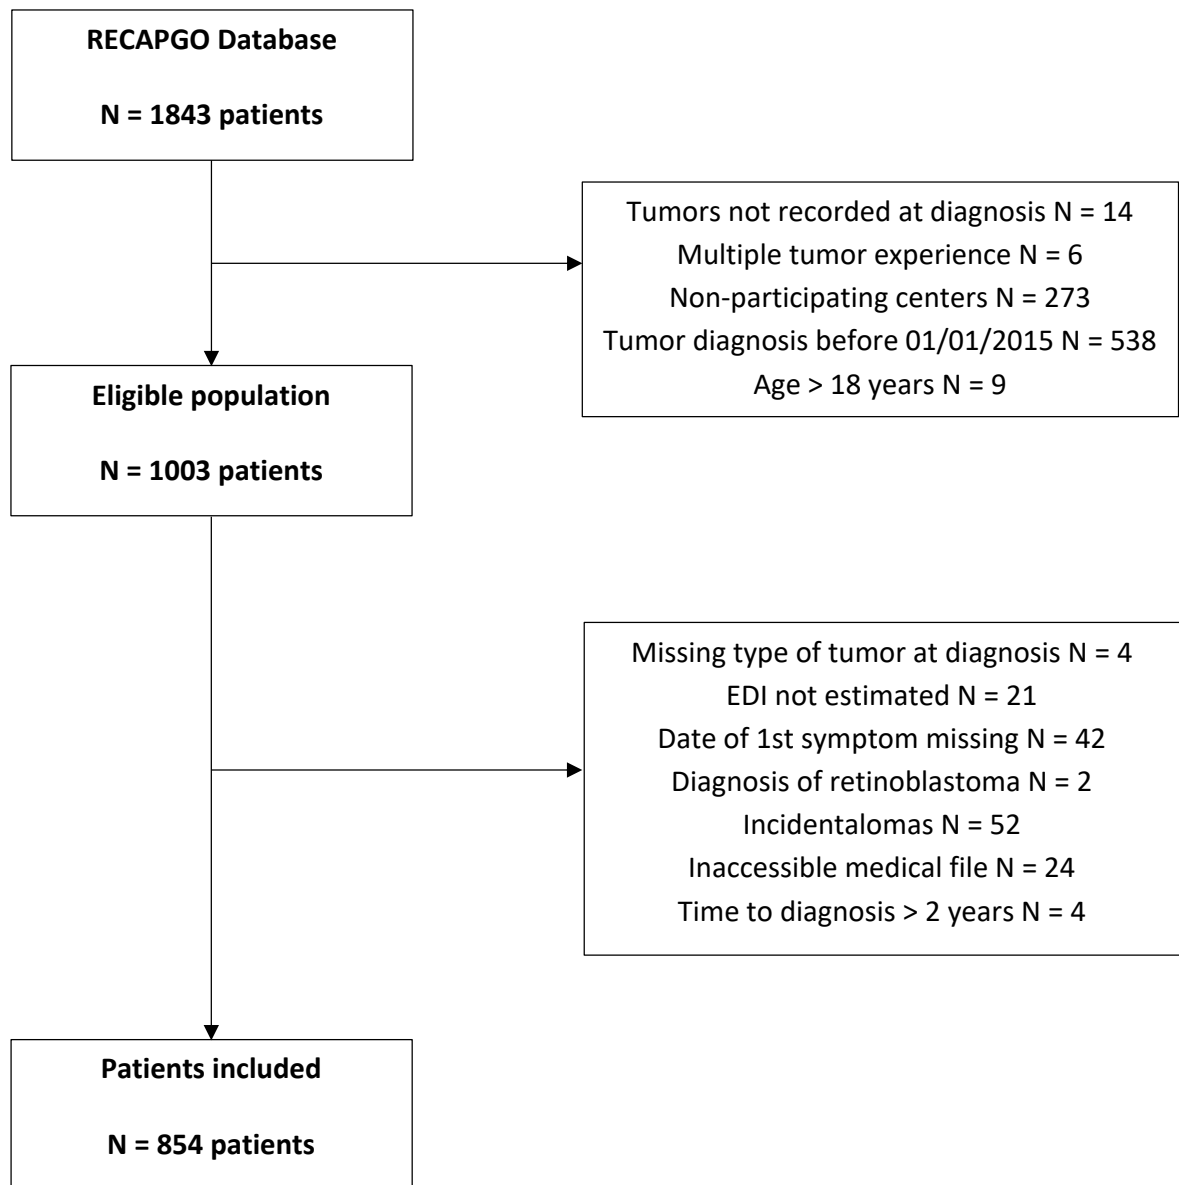 RECAPGO Database
N = 1843 patients
Tumors not recorded at diagnosis N = 14
Multiple tumor experience N = 6
Non-participating centers N = 273
Tumor diagnosis before 01/01/2015 N = 538
Age > 18 years N = 9
Eligible population
N = 1003 patients
Missing type of tumor at diagnosis N = 4
EDI not estimated N = 21
Date of 1st symptom missing N = 42
Diagnosis of retinoblastoma N = 2
Incidentalomas N = 52
Inaccessible medical file N = 24
Time to diagnosis > 2 years N = 4
Patients included
N = 854 patients